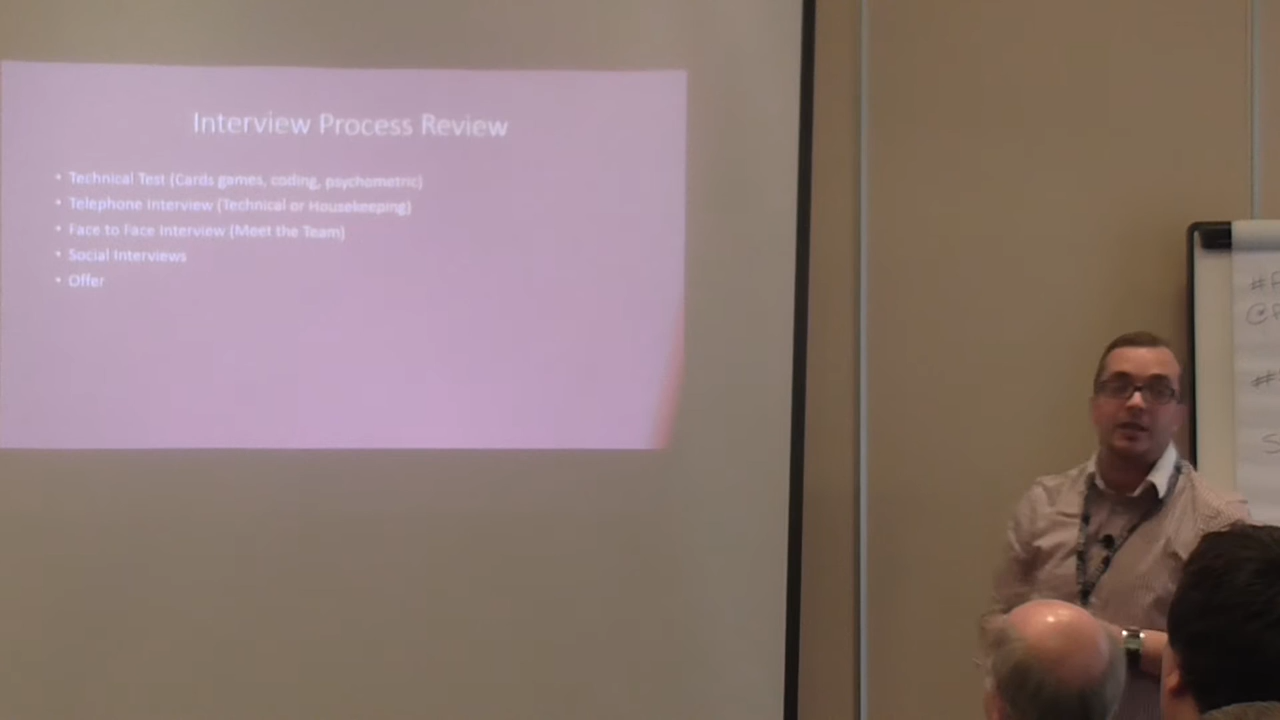 Interview Process Review
• Technical Test (Cards games, coding, psychometric)
• Telephone Interview (Technical or Housekeeping)
• Face to Face Interview (Meet the Team)
• Social Interviews
• Offer